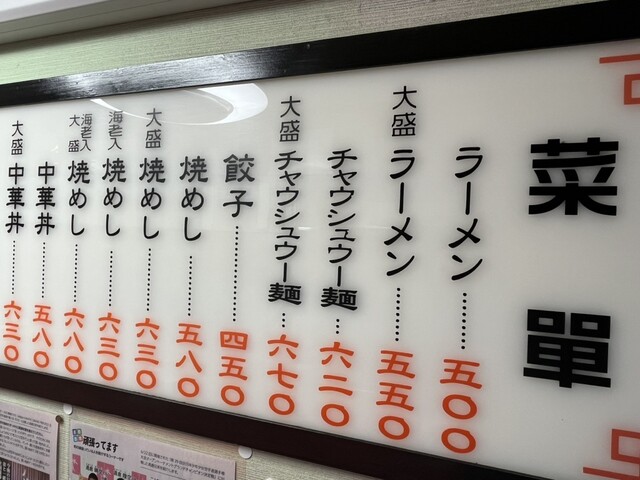 菜單
ラーメン……五〇〇
大盛ラーメン……五五〇
チャウシュウー麺…六二〇
大盛チャウシュウー麺…六七〇
餃子……四五〇
焼めし……五八〇
大盛焼めし……六三〇
海老入焼めし……六三〇
海老入大盛焼めし……六八〇
中華丼……五八〇
大盛中華丼……六三〇
頑張ってます